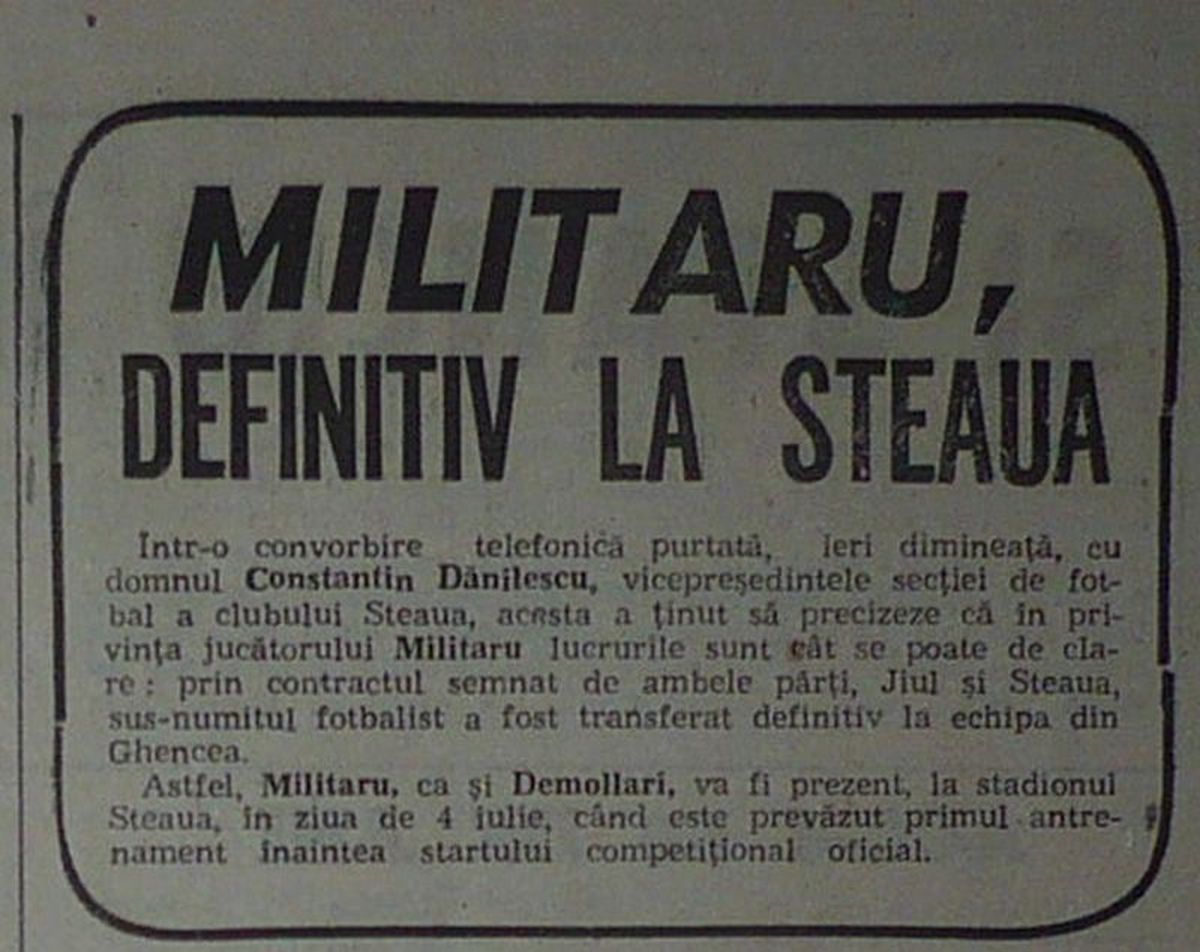 MILITARU,
DEFINITIV LA STEAUA
Într-o convorbire telefonică purtată, ieri dimineață, cu
domnul Constantin Dănilescu, vicepreședintele secției de fot-
bal a clubului Steaua, acesta a ținut să precizeze că în pri-
vința jucătorului Militaru lucrurile sunt cât se poate de cla-
re : prin contractul semnat de ambele părți, Jiul și Steaua,
sus-numitul fotbalist a fost transferat definitiv la echipa din
Ghencea.
Astfel, Militaru, ca și Demollari, va fi prezent, la stadionul
Steaua, în ziua de 4 iulie, când este prevăzut primul antre-
nament înaintea startului competițional oficial.